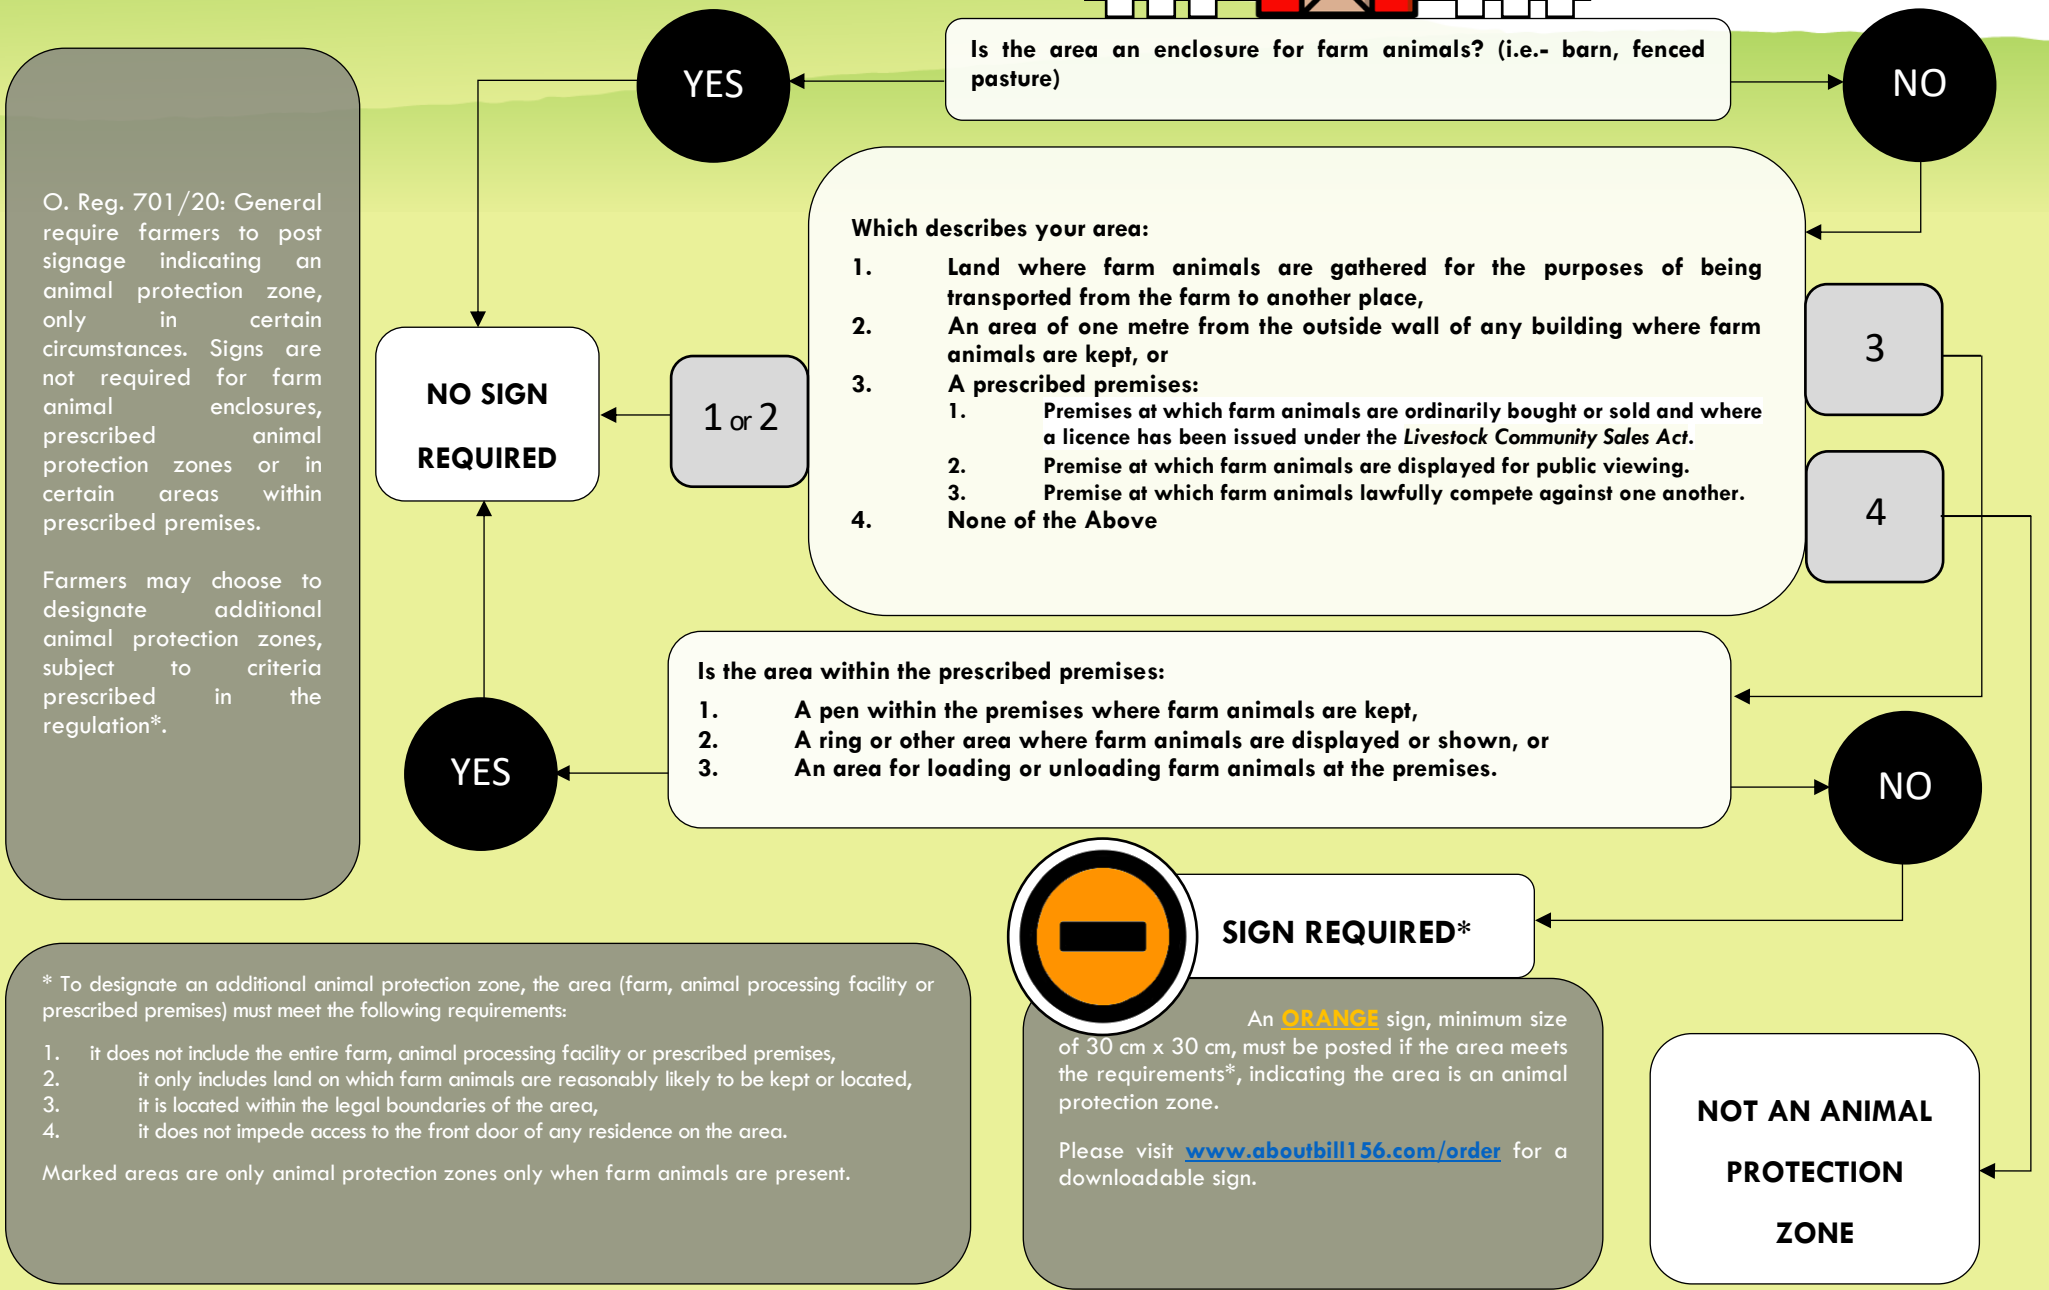 Is the area an enclosure for farm animals? (i.e.- barn, fenced
pasture)
YES
NO
O. Reg. 701/20: General
require farmers to post
signage indicating an
animal protection zone,
only in certain
circumstances. Signs are
not required for farm
animal enclosures,
prescribed animal
protection zones or in
certain areas within
prescribed premises.
Farmers may choose to
designate additional
animal protection zones,
subject to criteria
prescribed in the
regulation*.
Which describes your area:
1. Land where farm animals are gathered for the purposes of being
transported from the farm to another place,
2. An area of one metre from the outside wall of any building where farm
animals are kept, or
3. A prescribed premises:
1. Premises at which farm animals are ordinarily bought or sold and where
a licence has been issued under the Livestock Community Sales Act.
2. Premise at which farm animals are displayed for public viewing.
3. Premise at which farm animals lawfully compete against one another.
4. None of the Above
NO SIGN
REQUIRED
1 or 2
3
4
Is the area within the prescribed premises:
1. A pen within the premises where farm animals are kept,
2. A ring or other area where farm animals are displayed or shown, or
3. An area for loading or unloading farm animals at the premises.
YES
NO
SIGN REQUIRED*
An ORANGE sign, minimum size
of 30 cm x 30 cm, must be posted if the area meets
the requirements*, indicating the area is an animal
protection zone.
Please visit www.aboutbill156.com/order for a
downloadable sign.
* To designate an additional animal protection zone, the area (farm, animal processing facility or
prescribed premises) must meet the following requirements:
1. it does not include the entire farm, animal processing facility or prescribed premises,
2. it only includes land on which farm animals are reasonably likely to be kept or located,
3. it is located within the legal boundaries of the area,
4. it does not impede access to the front door of any residence on the area.
Marked areas are only animal protection zones only when farm animals are present.
NOT AN ANIMAL
PROTECTION
ZONE